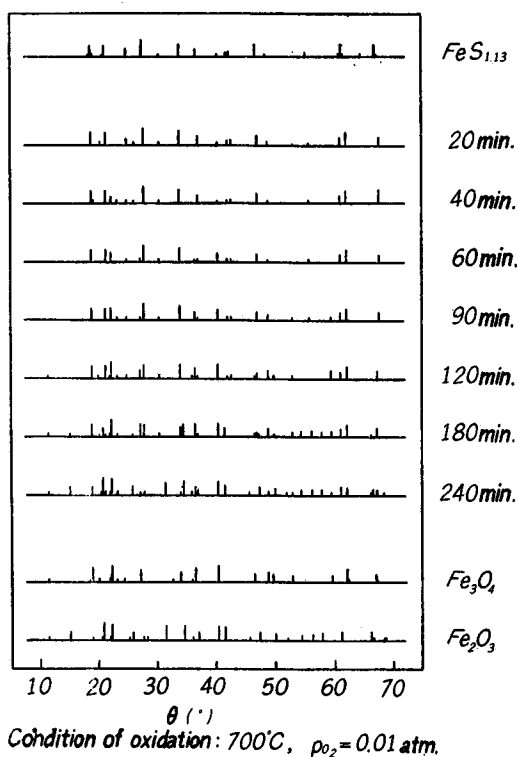 FeS1.13
20 min.
40 min.
60 min.
90 min.
120 min.
180 min.
240 min.
Fe3O4
Fe2O3
10 20 30 40 50 60 70
θ (°)
Condition of oxidation: 700°C, pO2 = 0.01 atm.